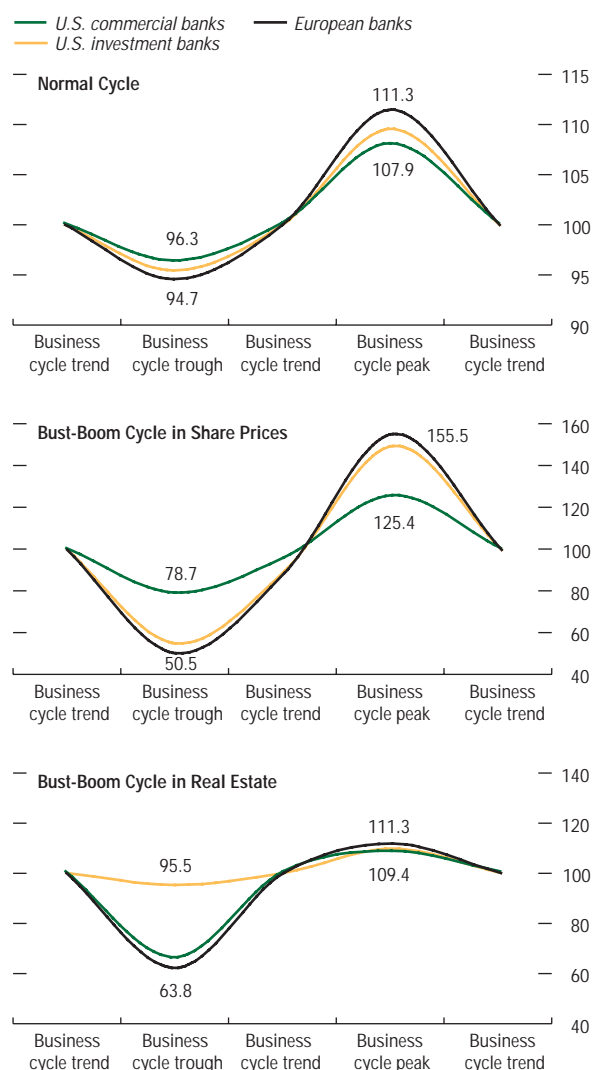 U.S. commercial banks European banks
U.S. investment banks
Normal Cycle
115
111.3
110
107.9
105
96.3
100
94.7
95
90
Business Business Business Business Business
cycle trend cycle trough cycle trend cycle peak cycle trend
Bust-Boom Cycle in Share Prices
160
155.5
140
125.4
120
100
78.7
80
60
50.5
40
Business Business Business Business Business
cycle trend cycle trough cycle trend cycle peak cycle trend
Bust-Boom Cycle in Real Estate
140
111.3
120
95.5
109.4
100
80
63.8
60
40
Business Business Business Business Business
cycle trend cycle trough cycle trend cycle peak cycle trend